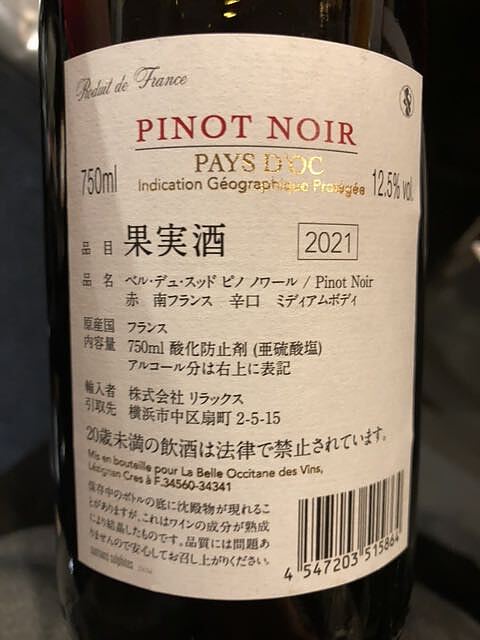 Produit de France
PINOT NOIR
PAYS D'OC
750ml Indication Géographique Protégée 12.5% vol.
品目 果実酒 2021
品名 ベル・デュ・スッド ピノ ノワール / Pinot Noir
赤 南フランス 辛口 ミディアムボディ
原産国 フランス
内容量 750ml 酸化防止剤 (亜硫酸塩)
アルコール分は右上に表記
輸入者 株式会社 リラックス
引取先 横浜市中区扇町 2-5-15
20歳未満の飲酒は法律で禁止されています。
Mis en bouteille pour La Belle Occitane des Vins,
Lézignan Cres à F.34560-34341
保存中のボトルの底に沈殿物が現れるこ
とがありますが、これはワインの成分が熟成
により結晶したものです。品質には問題あ
りませんので安心してお召し上がりください。
4 547203 515864